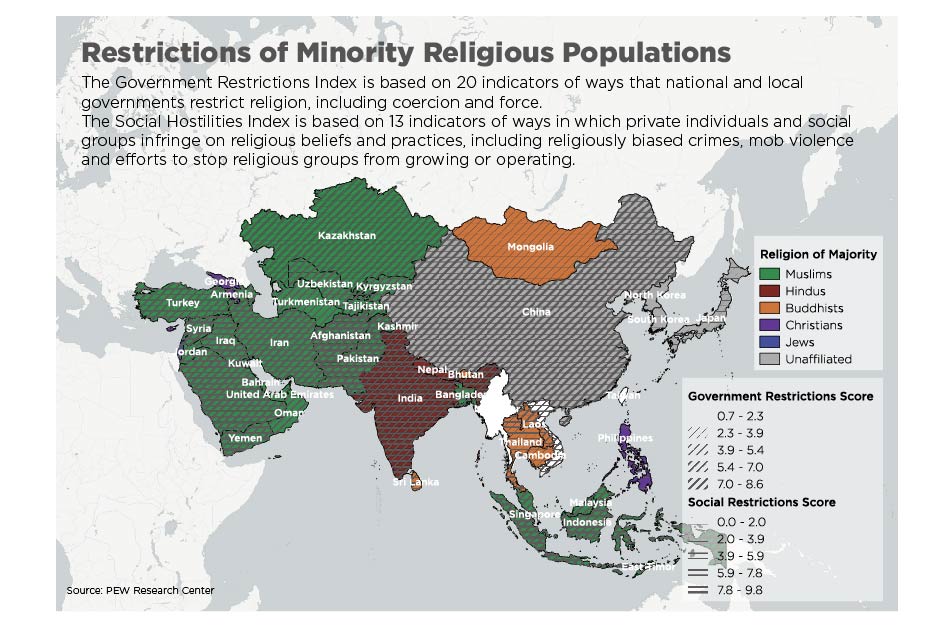 Restrictions of Minority Religious Populations
The Government Restrictions Index is based on 20 indicators of ways that national and local
governments restrict religion, including coercion and force.
The Social Hostilities Index is based on 13 indicators of ways in which private individuals and social
groups infringe on religious beliefs and practices, including religiously biased crimes, mob violence
and efforts to stop religious groups from growing or operating.
Kazakhstan
Mongolia
Georgia
Armenia
Uzbekistan
Kyrgyzstan
Turkey
Turkmenistan
Tajikistan
North Korea
China
South Korea
Japan
Syria
Iraq
Iran
Afghanistan
Kashmir
Jordan
Kuwait
Pakistan
Nepal
Bhutan
Bahrain
United Arab Emirates
India
Banglade
Taiwan
Oman
Laos
Yemen
Thailand
Philippines
Cambodia
Sri Lanka
Malaysia
Singapore
Indonesia
East Timor
Religion of Majority
Muslims
Hindus
Buddhists
Christians
Jews
Unaffiliated
Government Restrictions Score
0.7 - 2.3
2.3 - 3.9
3.9 - 5.4
5.4 - 7.0
7.0 - 8.6
Social Restrictions Score
0.0 - 2.0
2.0 - 3.9
3.9 - 5.9
5.9 - 7.8
7.8 - 9.8
Source: PEW Research Center